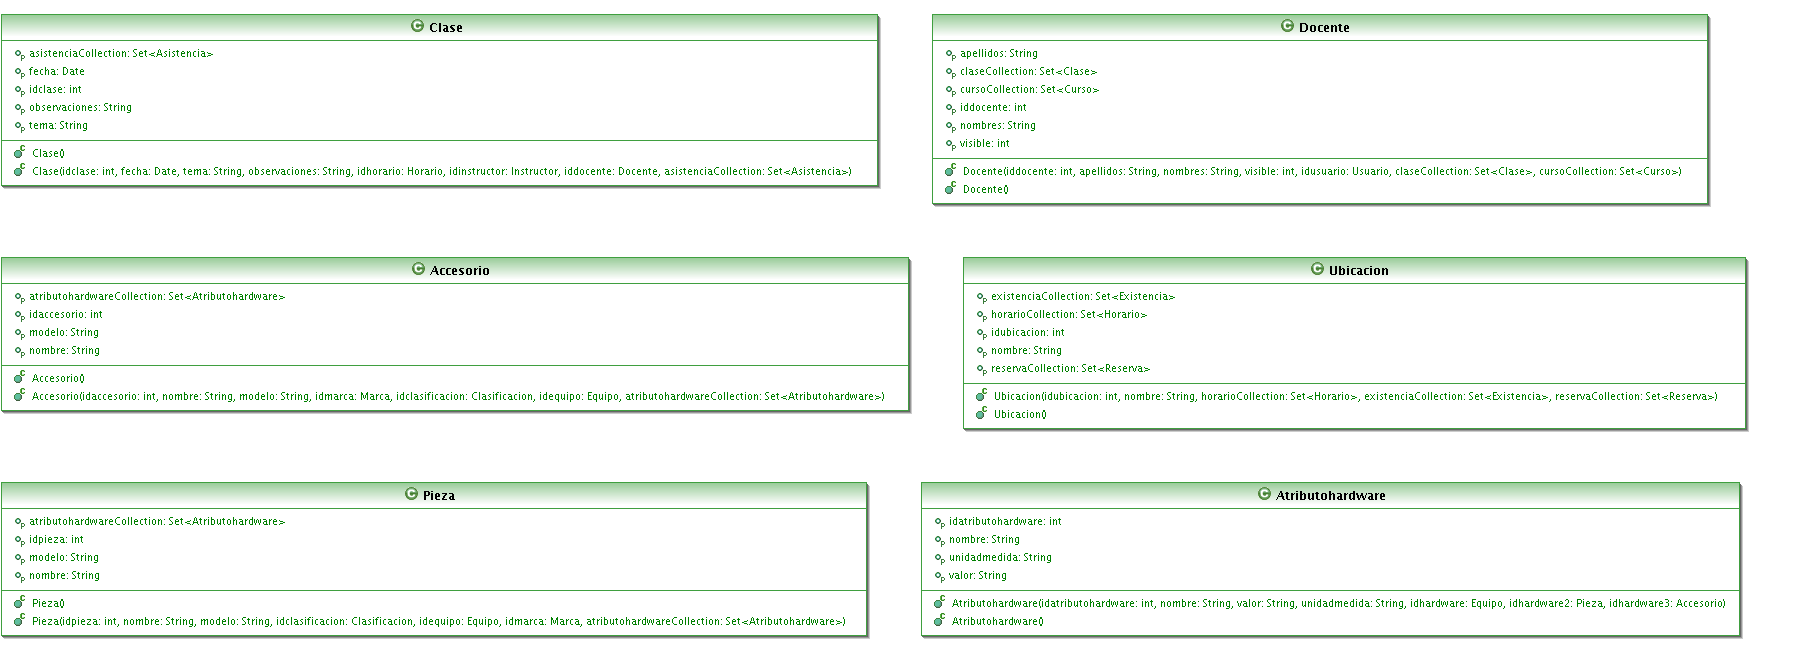 Clase
asistenciaCollection: Set<Asistencia>
fecha: Date
idclase: int
observaciones: String
tema: String
Clase()
Clase(idclase: int, fecha: Date, tema: String, observaciones: String, idhorario: Horario, idinstructor: Instructor, iddocente: Docente, asistenciaCollection: Set<Asistencia>)
Docente
apellidos: String
claseCollection: Set<Clase>
cursoCollection: Set<Curso>
iddocente: int
nombres: String
visible: int
Docente(iddocente: int, apellidos: String, nombres: String, visible: int, idusuario: Usuario, claseCollection: Set<Clase>, cursoCollection: Set<Curso>)
Docente()
Accesorio
atributohardwareCollection: Set<Atributohardware>
idaccesorio: int
modelo: String
nombre: String
Accesorio()
Accesorio(idaccesorio: int, nombre: String, modelo: String, idmarca: Marca, idclasificacion: Clasificacion, idequipo: Equipo, atributohardwareCollection: Set<Atributohardware>)
Ubicacion
existenciaCollection: Set<Existencia>
horarioCollection: Set<Horario>
idubicacion: int
nombre: String
reservaCollection: Set<Reserva>
Ubicacion(idubicacion: int, nombre: String, horarioCollection: Set<Horario>, existenciaCollection: Set<Existencia>, reservaCollection: Set<Reserva>)
Ubicacion()
Pieza
atributohardwareCollection: Set<Atributohardware>
idpieza: int
modelo: String
nombre: String
Pieza()
Pieza(idpieza: int, nombre: String, modelo: String, idclasificacion: Clasificacion, idequipo: Equipo, idmarca: Marca, atributohardwareCollection: Set<Atributohardware>)
Atributohardware
idatributohardware: int
nombre: String
unidadmedida: String
valor: String
Atributohardware(idatributohardware: int, nombre: String, valor: String, unidadmedida: String, idhardware: Equipo, idhardware2: Pieza, idhardware3: Accesorio)
Atributohardware()